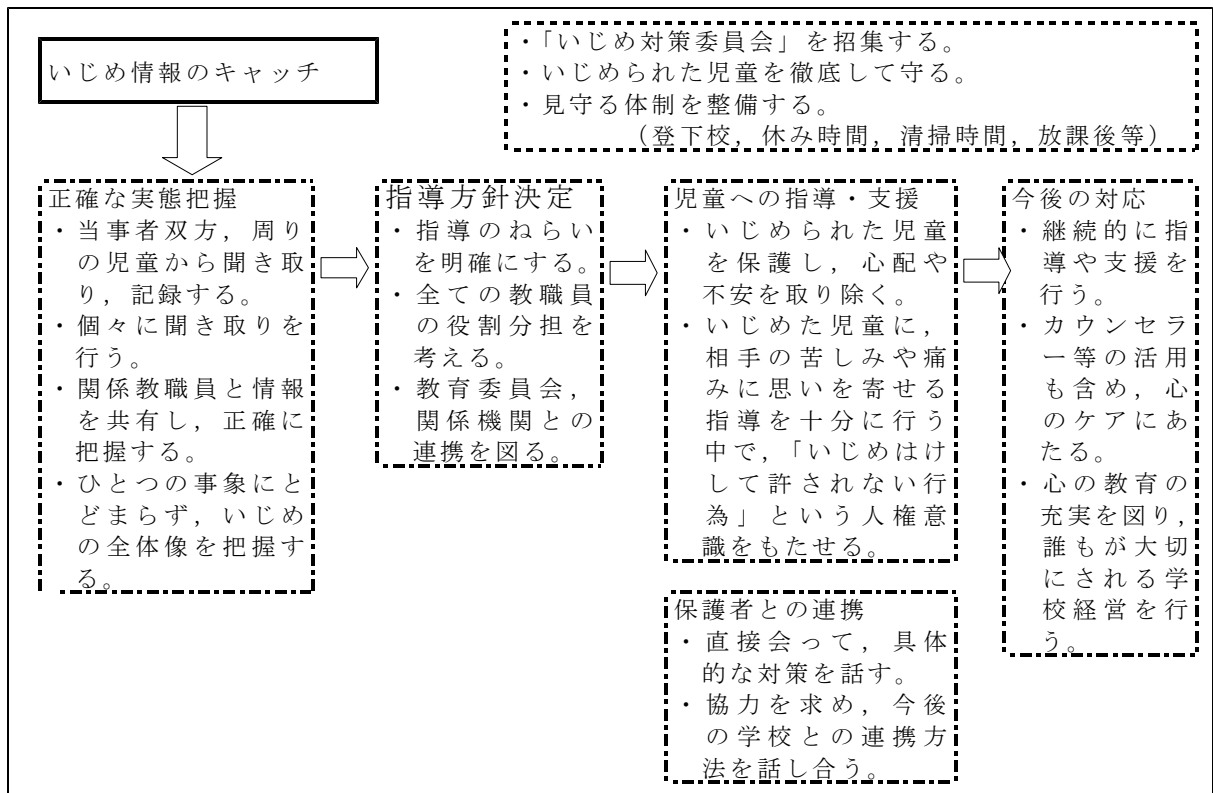 いじめ情報のキャッチ
・「いじめ対策委員会」を招集する。
・いじめられた児童を徹底して守る。
・見守る体制を整備する。
（登下校，休み時間，清掃時間，放課後等）
正確な実態把握
・当事者双方，周り
の児童から聞き取
り，記録する。
・個々に聞き取りを
行う。
・関係教職員と情報
を共有し，正確に
把握する。
・ひとつの事象にと
どまらず，いじめ
の全体像を把握す
る。
指導方針決定
・指導のねらい
を明確にする。
・全ての教職員
の役割分担を
考える。
・教育委員会，
関係機関との
連携を図る。
児童への指導・支援
・いじめられた児童
を保護し，心配や
不安を取り除く。
・いじめた児童に，
相手の苦しみや痛
みに思いを寄せる
指導を十分に行う
中で，「いじめはけ
して許されない行
為」という人権意
識をもたせる。
保護者との連携
・直接会って，具体
的な対策を話す。
・協力を求め，今後
の学校との連携方
法を話し合う。
今後の対応
・継続的に指
導や支援を
行う。
・カウンセラ
ー等の活用
も含め，心
のケアにあ
たる。
・心の教育の
充実を図り，
誰もが大切
にされる学
校経営を行
う。